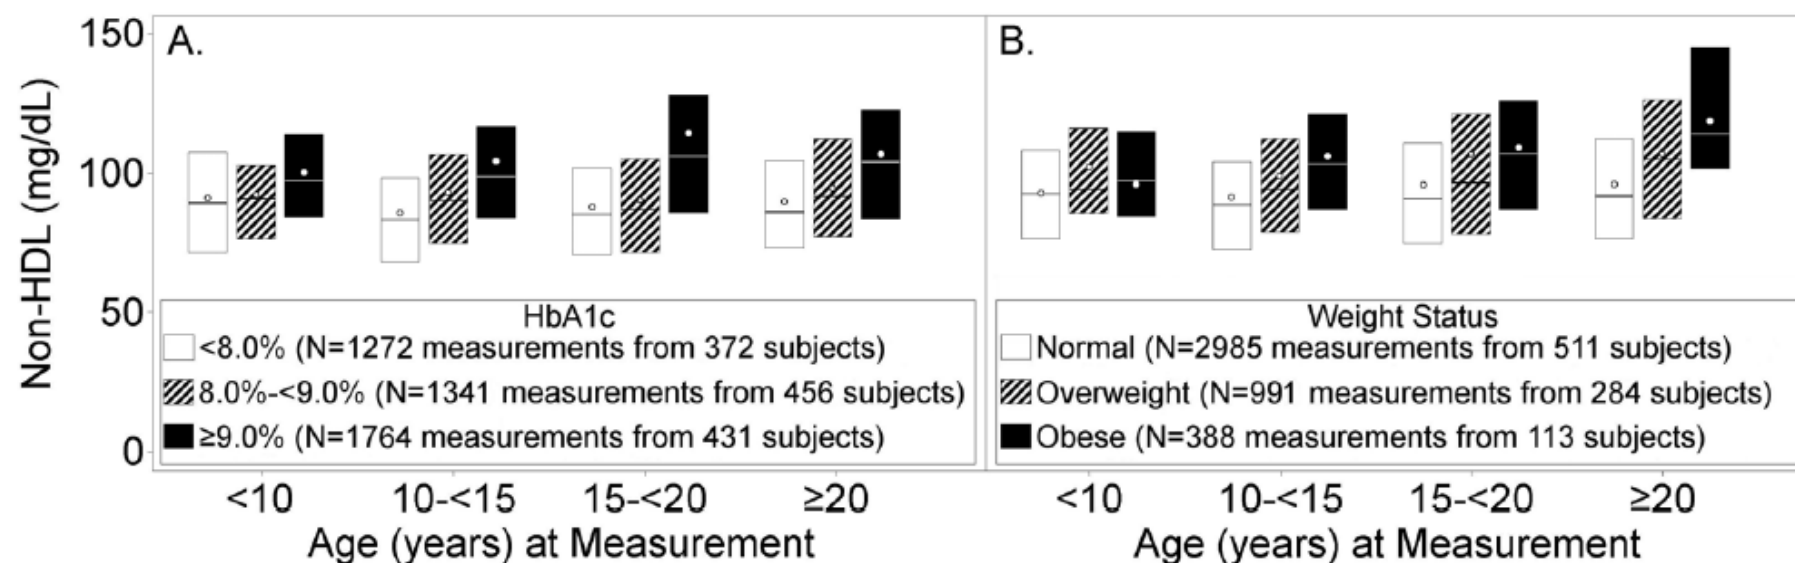 Non-HDL (mg/dL)
150
100
50
0
A.
HbA1c
<8.0% (N=1272 measurements from 372 subjects)
8.0%-<9.0% (N=1341 measurements from 456 subjects)
≥9.0% (N=1764 measurements from 431 subjects)
<10 10-<15 15-<20 ≥20
Age (years) at Measurement
B.
Weight Status
Normal (N=2985 measurements from 511 subjects)
Overweight (N=991 measurements from 284 subjects)
Obese (N=388 measurements from 113 subjects)
<10 10-<15 15-<20 ≥20
Age (years) at Measurement